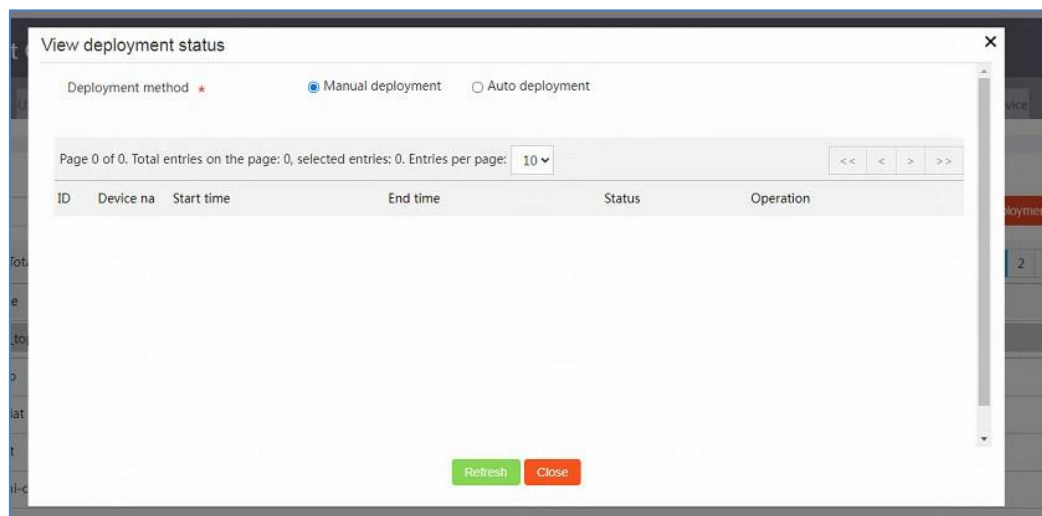 View deployment status ×
Deployment method * Manual deployment Auto deployment
Page 0 of 0. Total entries on the page: 0, selected entries: 0. Entries per page: 10
<< < > >>
ID Device na Start time End time Status Operation
2
Refresh Close